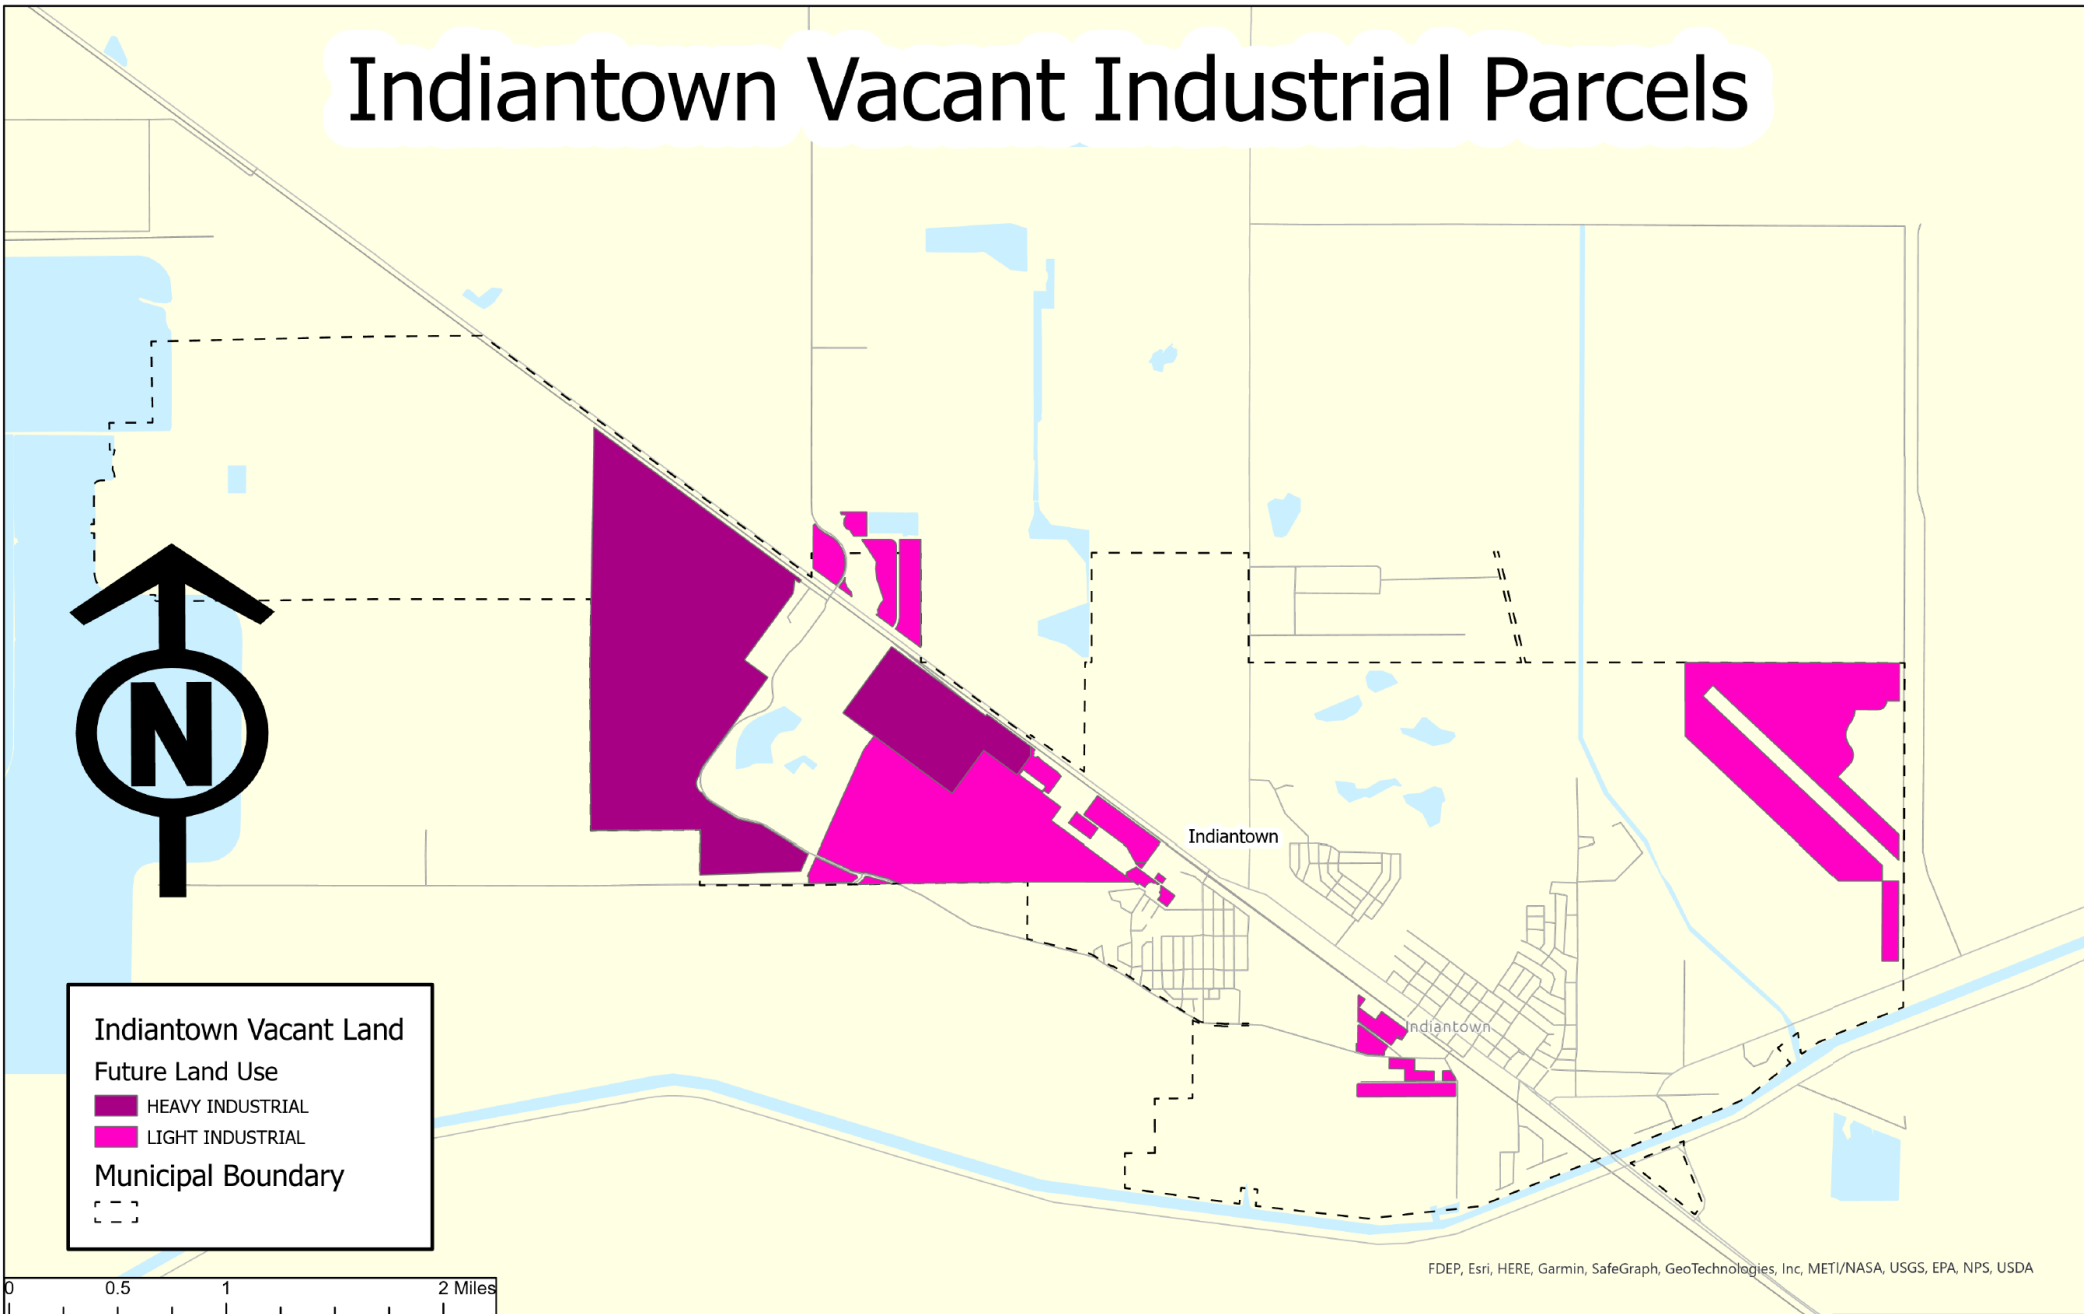 Indiantown Vacant Industrial Parcels
Indiantown
Indiantown
N
Indiantown Vacant Land
Future Land Use
HEAVY INDUSTRIAL
LIGHT INDUSTRIAL
Municipal Boundary
0 0.5 1 2 Miles
FDEP, Esri, HERE, Garmin, SafeGraph, GeoTechnologies, Inc, METI/NASA, USGS, EPA, NPS, USDA